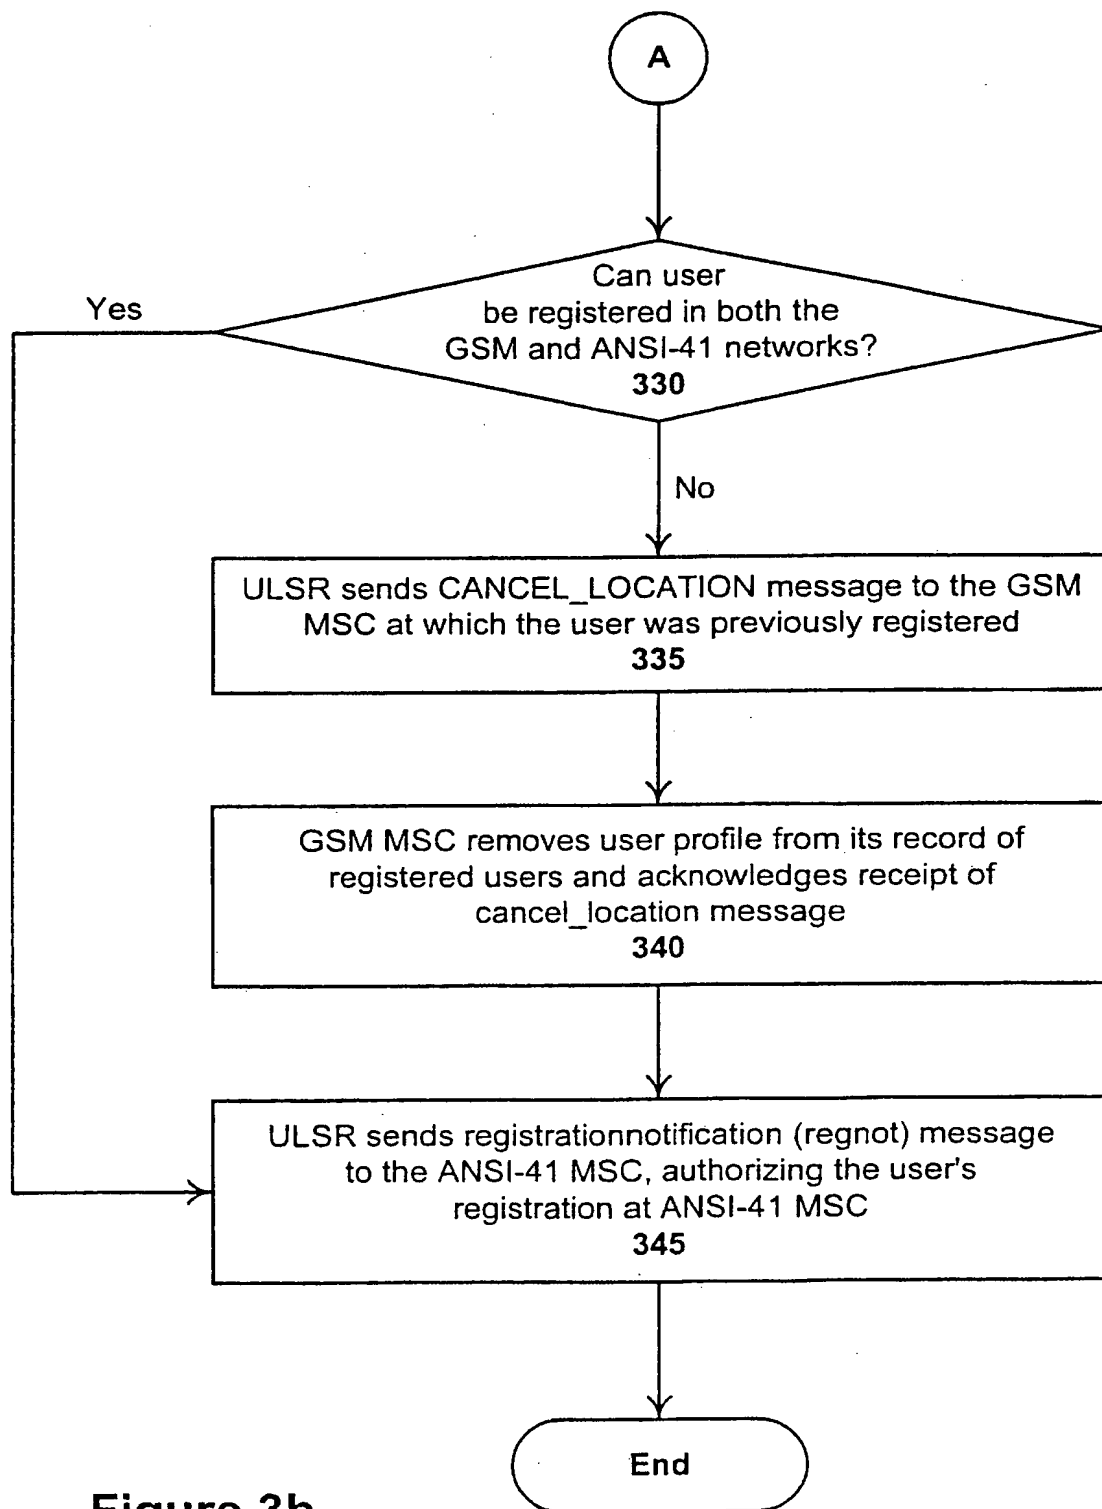 A
Can user
be registered in both the
GSM and ANSI-41 networks?
330
Yes
No
ULSR sends CANCEL_LOCATION message to the GSM
MSC at which the user was previously registered
335
GSM MSC removes user profile from its record of
registered users and acknowledges receipt of
cancel_location message
340
ULSR sends registrationnotification (regnot) message
to the ANSI-41 MSC, authorizing the user's
registration at ANSI-41 MSC
345
End
Figure 3b